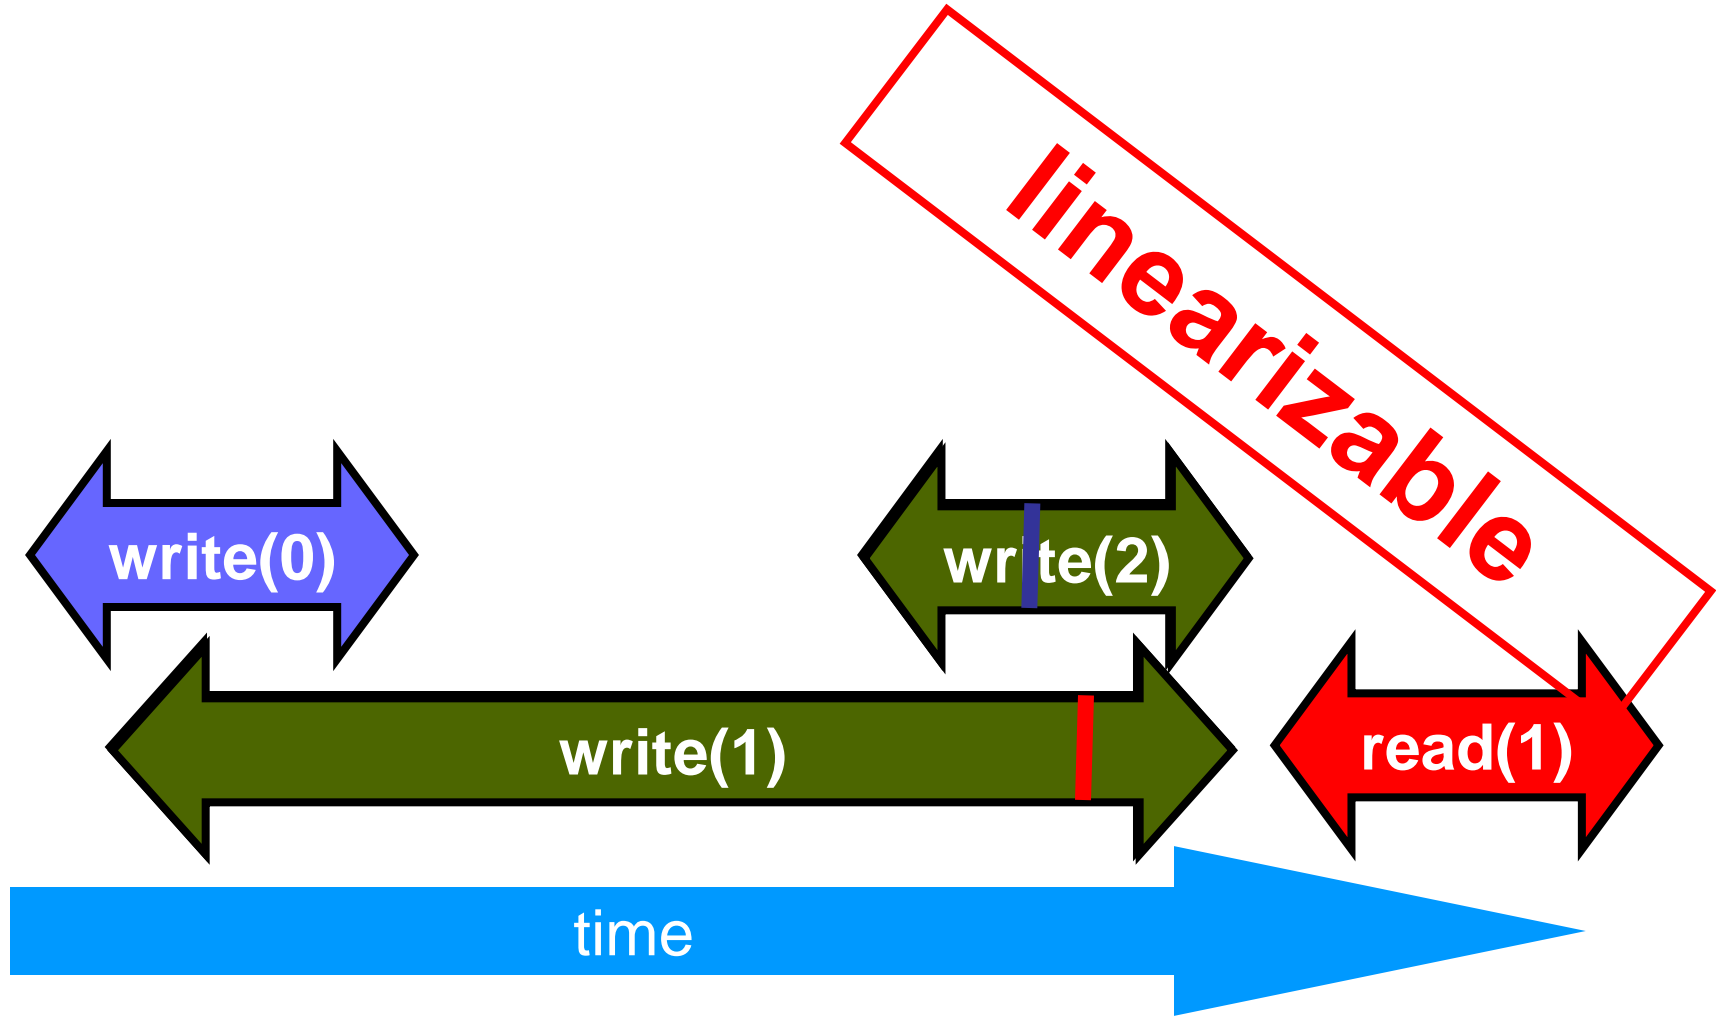 linearizable
write(0)
write(2)
write(1)
read(1)
time